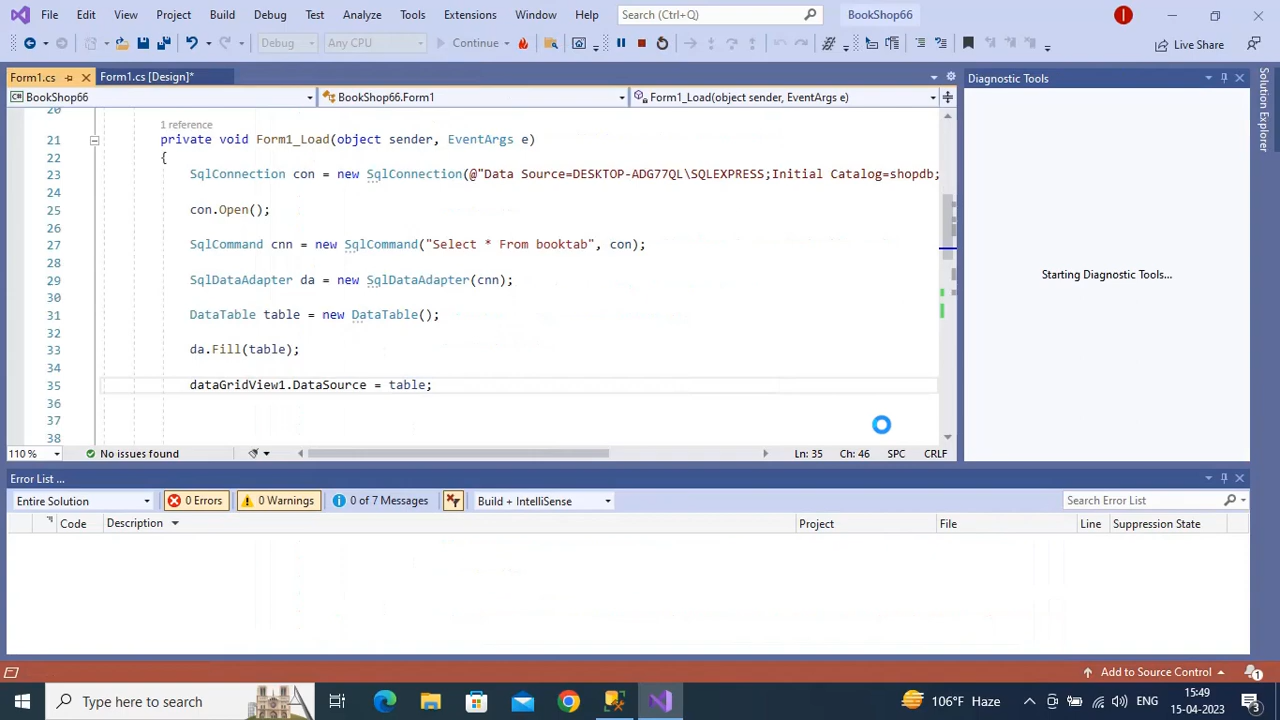 File Edit View Project Build Debug Test Analyze Tools Extensions Window Help Search (Ctrl+Q) BookShop66
Debug Any CPU Continue Live Share
Form1.cs Form1.cs [Design]* Diagnostic Tools
BookShop66 BookShop66.Form1 Form1_Load(object sender, EventArgs e)
20
1 reference
21 private void Form1_Load(object sender, EventArgs e)
22 {
23 SqlConnection con = new SqlConnection(@"Data Source=DESKTOP-ADG77QL\SQLEXPRESS;Initial Catalog=shopdb;
24
25 con.Open();
26
27 SqlCommand cnn = new SqlCommand("Select * From booktab", con);
28
29 SqlDataAdapter da = new SqlDataAdapter(cnn);
30
31 DataTable table = new DataTable();
32
33 da.Fill(table);
34
35 dataGridView1.DataSource = table;
36
37
38
Starting Diagnostic Tools...
Solution Explorer
110 % No issues found Ln: 35 Ch: 46 SPC CRLF
Error List ...
Entire Solution 0 Errors 0 Warnings 0 of 7 Messages Build + IntelliSense Search Error List
Code Description Project File Line Suppression State
Add to Source Control 1
Type here to search 106°F Haze ENG 15:49
15-04-2023 3